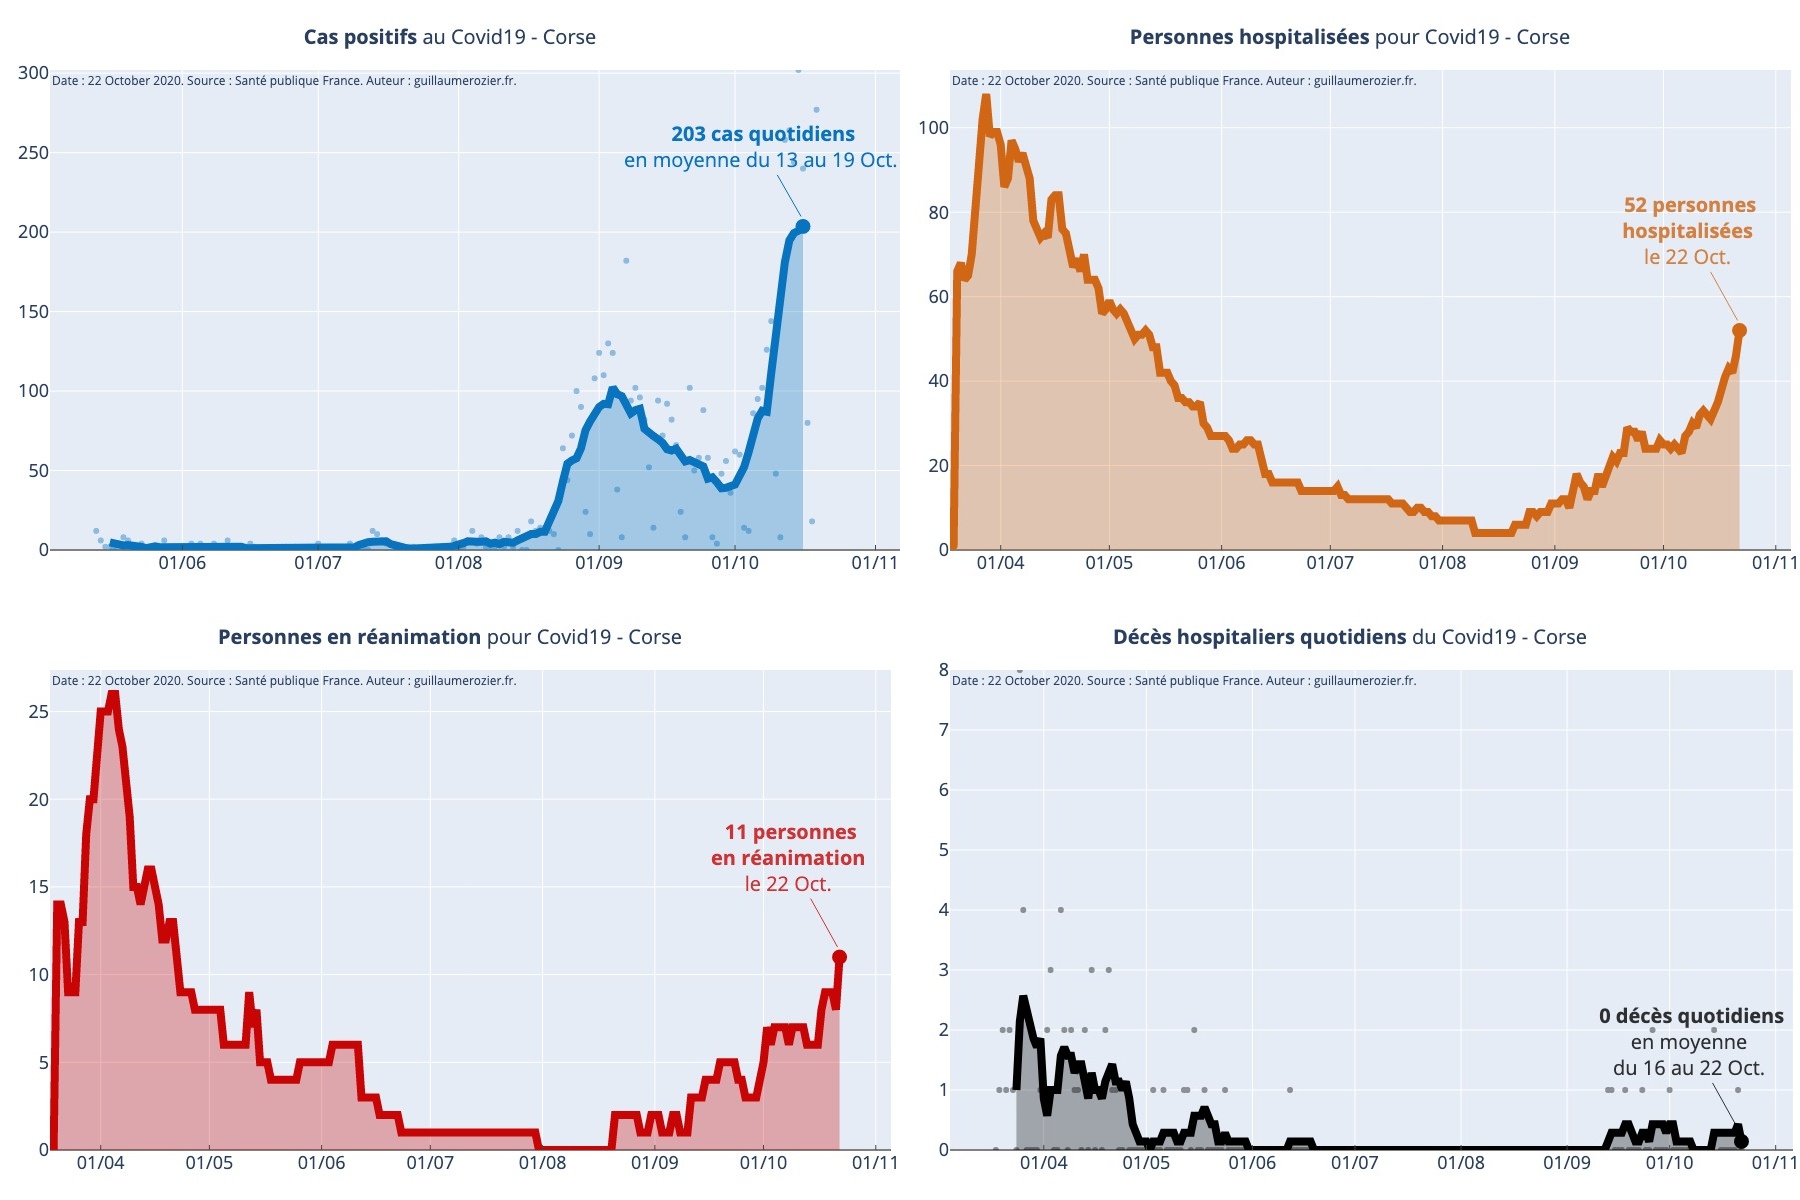 Cas positifs au Covid19 - Corse
Date : 22 October 2020. Source : Santé publique France. Auteur : guillaumerozier.fr.
300
250
200
150
100
50
0
203 cas quotidiens
en moyenne du 13 au 19 Oct.
01/06 01/07 01/08 01/09 01/10 01/11
Personnes hospitalisées pour Covid19 - Corse
Date : 22 October 2020. Source : Santé publique France. Auteur : guillaumerozier.fr.
100
80
60
40
20
0
52 personnes
hospitalisées
le 22 Oct.
01/04 01/05 01/06 01/07 01/08 01/09 01/10 01/11
Personnes en réanimation pour Covid19 - Corse
Date : 22 October 2020. Source : Santé publique France. Auteur : guillaumerozier.fr.
25
20
15
10
5
0
11 personnes
en réanimation
le 22 Oct.
01/04 01/05 01/06 01/07 01/08 01/09 01/10 01/11
Décès hospitaliers quotidiens du Covid19 - Corse
Date : 22 October 2020. Source : Santé publique France. Auteur : guillaumerozier.fr.
8
7
6
5
4
3
2
1
0
0 décès quotidiens
en moyenne
du 16 au 22 Oct.
01/04 01/05 01/06 01/07 01/08 01/09 01/10 01/11